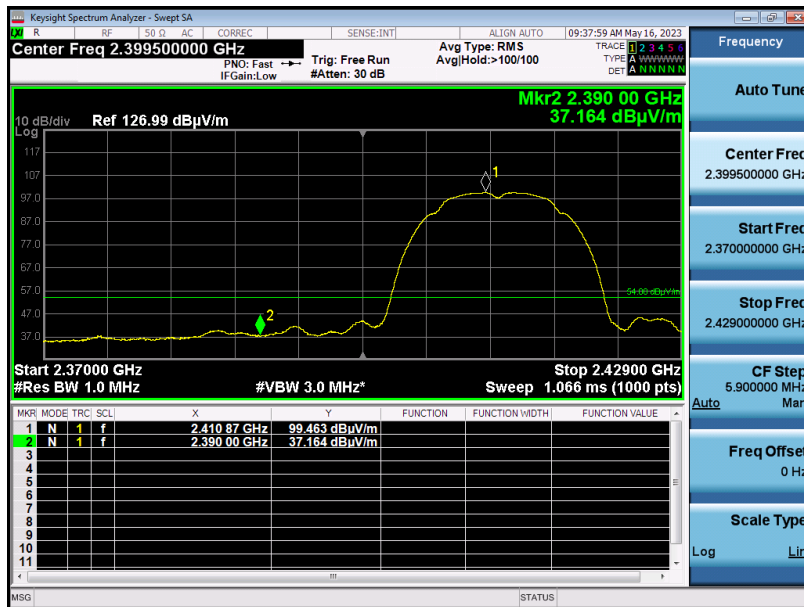 Keysight Spectrum Analyzer - Swept SA
LXI R RF 50 Ω AC CORREC SENSE:INT ALIGN AUTO 09:37:59 AM May 16, 2023
Center Freq 2.399500000 GHz
PNO: Fast
IFGain:Low
Trig: Free Run
#Atten: 30 dB
Avg Type: RMS
Avg|Hold:>100/100
TRACE 1 2 3 4 5 6
TYPE A W W W W W
DET A N N N N N
Mkr2 2.390 00 GHz
37.164 dBµV/m
10 dB/div Ref 126.99 dBµV/m
Log
117
107
97.0
87.0
77.0
67.0
57.0
47.0
37.0
1
2
54.00 dBµV/m
Start 2.37000 GHz Stop 2.42900 GHz
#Res BW 1.0 MHz #VBW 3.0 MHz* Sweep 1.066 ms (1000 pts)
MKR MODE TRC SCL X Y FUNCTION FUNCTION WIDTH FUNCTION VALUE
1 N 1 f 2.410 87 GHz 99.463 dBµV/m
2 N 1 f 2.390 00 GHz 37.164 dBµV/m
3
4
5
6
7
8
9
10
11
MSG STATUS
Frequency
Auto Tune
Center Freq
2.399500000 GHz
Start Freq
2.370000000 GHz
Stop Freq
2.429000000 GHz
CF Step
5.900000 MHz
Auto Man
Freq Offset
0 Hz
Scale Type
Log Lin